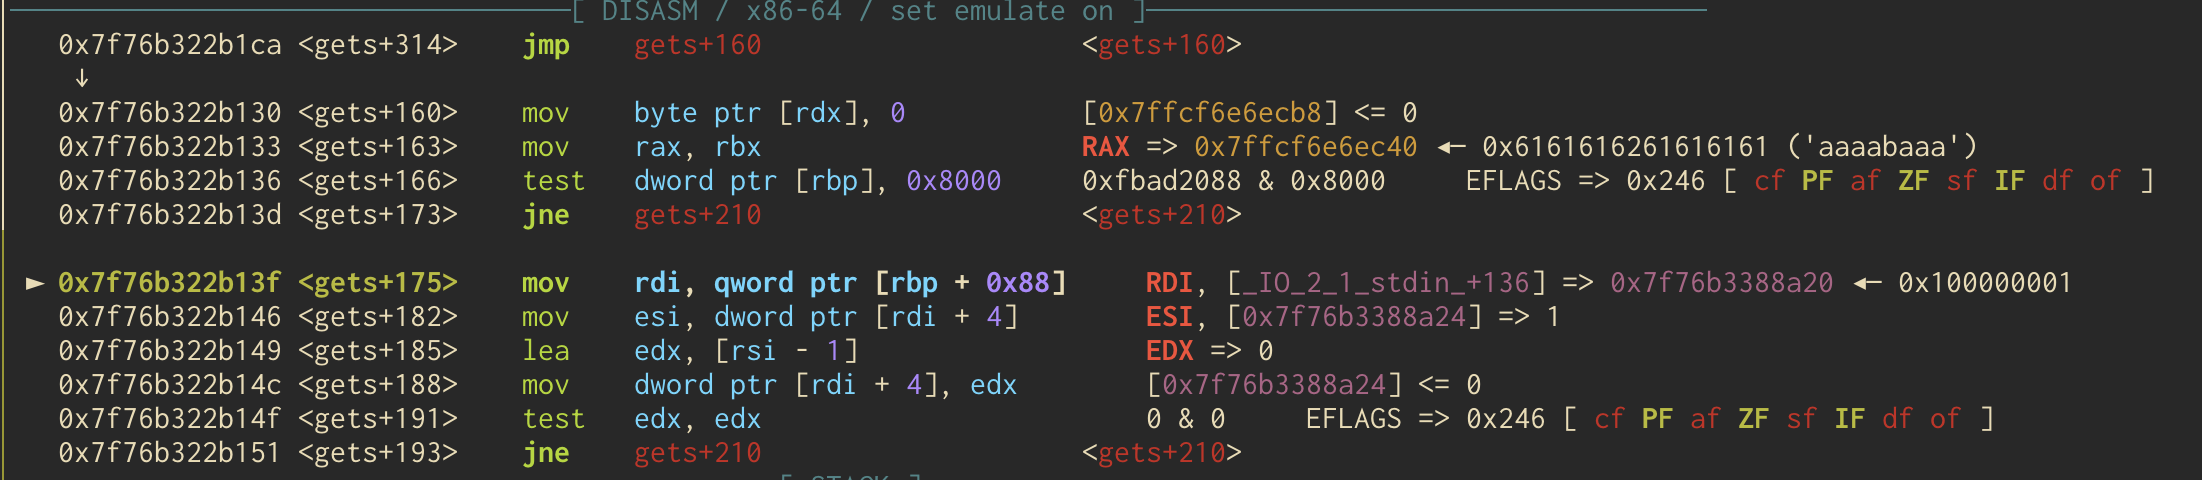 [ DISASM / x86-64 / set emulate on ]
0x7f76b322b1ca <gets+314> jmp gets+160 <gets+160>
↓
0x7f76b322b130 <gets+160> mov byte ptr [rdx], 0 [0x7ffcf6e6ecb8] <= 0
0x7f76b322b133 <gets+163> mov rax, rbx RAX => 0x7ffcf6e6ec40 ◂— 0x6161616261616161 ('aaaabaaa')
0x7f76b322b136 <gets+166> test dword ptr [rbp], 0x8000 0xfbad2088 & 0x8000 EFLAGS => 0x246 [ cf PF af ZF sf IF df of ]
0x7f76b322b13d <gets+173> jne gets+210 <gets+210>
► 0x7f76b322b13f <gets+175> mov rdi, qword ptr [rbp + 0x88] RDI, [_IO_2_1_stdin_+136] => 0x7f76b3388a20 ◂— 0x100000001
0x7f76b322b146 <gets+182> mov esi, dword ptr [rdi + 4] ESI, [0x7f76b3388a24] => 1
0x7f76b322b149 <gets+185> lea edx, [rsi - 1] EDX => 0
0x7f76b322b14c <gets+188> mov dword ptr [rdi + 4], edx [0x7f76b3388a24] <= 0
0x7f76b322b14f <gets+191> test edx, edx 0 & 0 EFLAGS => 0x246 [ cf PF af ZF sf IF df of ]
0x7f76b322b151 <gets+193> jne gets+210 <gets+210>
[ STACK ]